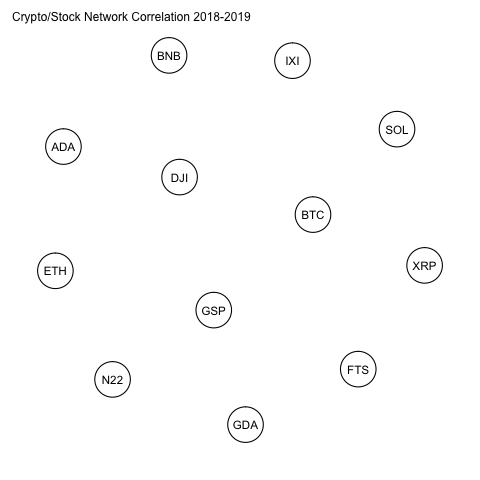 Crypto/Stock Network Correlation 2018-2019
BNB
IXI
SOL
ADA
DJI
BTC
XRP
ETH
GSP
FTS
N22
GDA